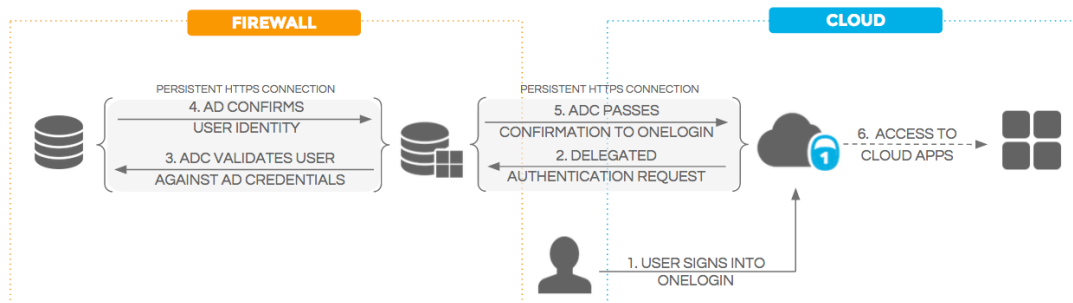 FIREWALL
CLOUD
PERSISTENT HTTPS CONNECTION
4. AD CONFIRMS
USER IDENTITY
3. ADC VALIDATES USER
AGAINST AD CREDENTIALS
PERSISTENT HTTPS CONNECTION
5. ADC PASSES
CONFIRMATION TO ONELOGIN
2. DELEGATED
AUTHENTICATION REQUEST
1
6. ACCESS TO
CLOUD APPS
1. USER SIGNS INTO
ONELOGIN